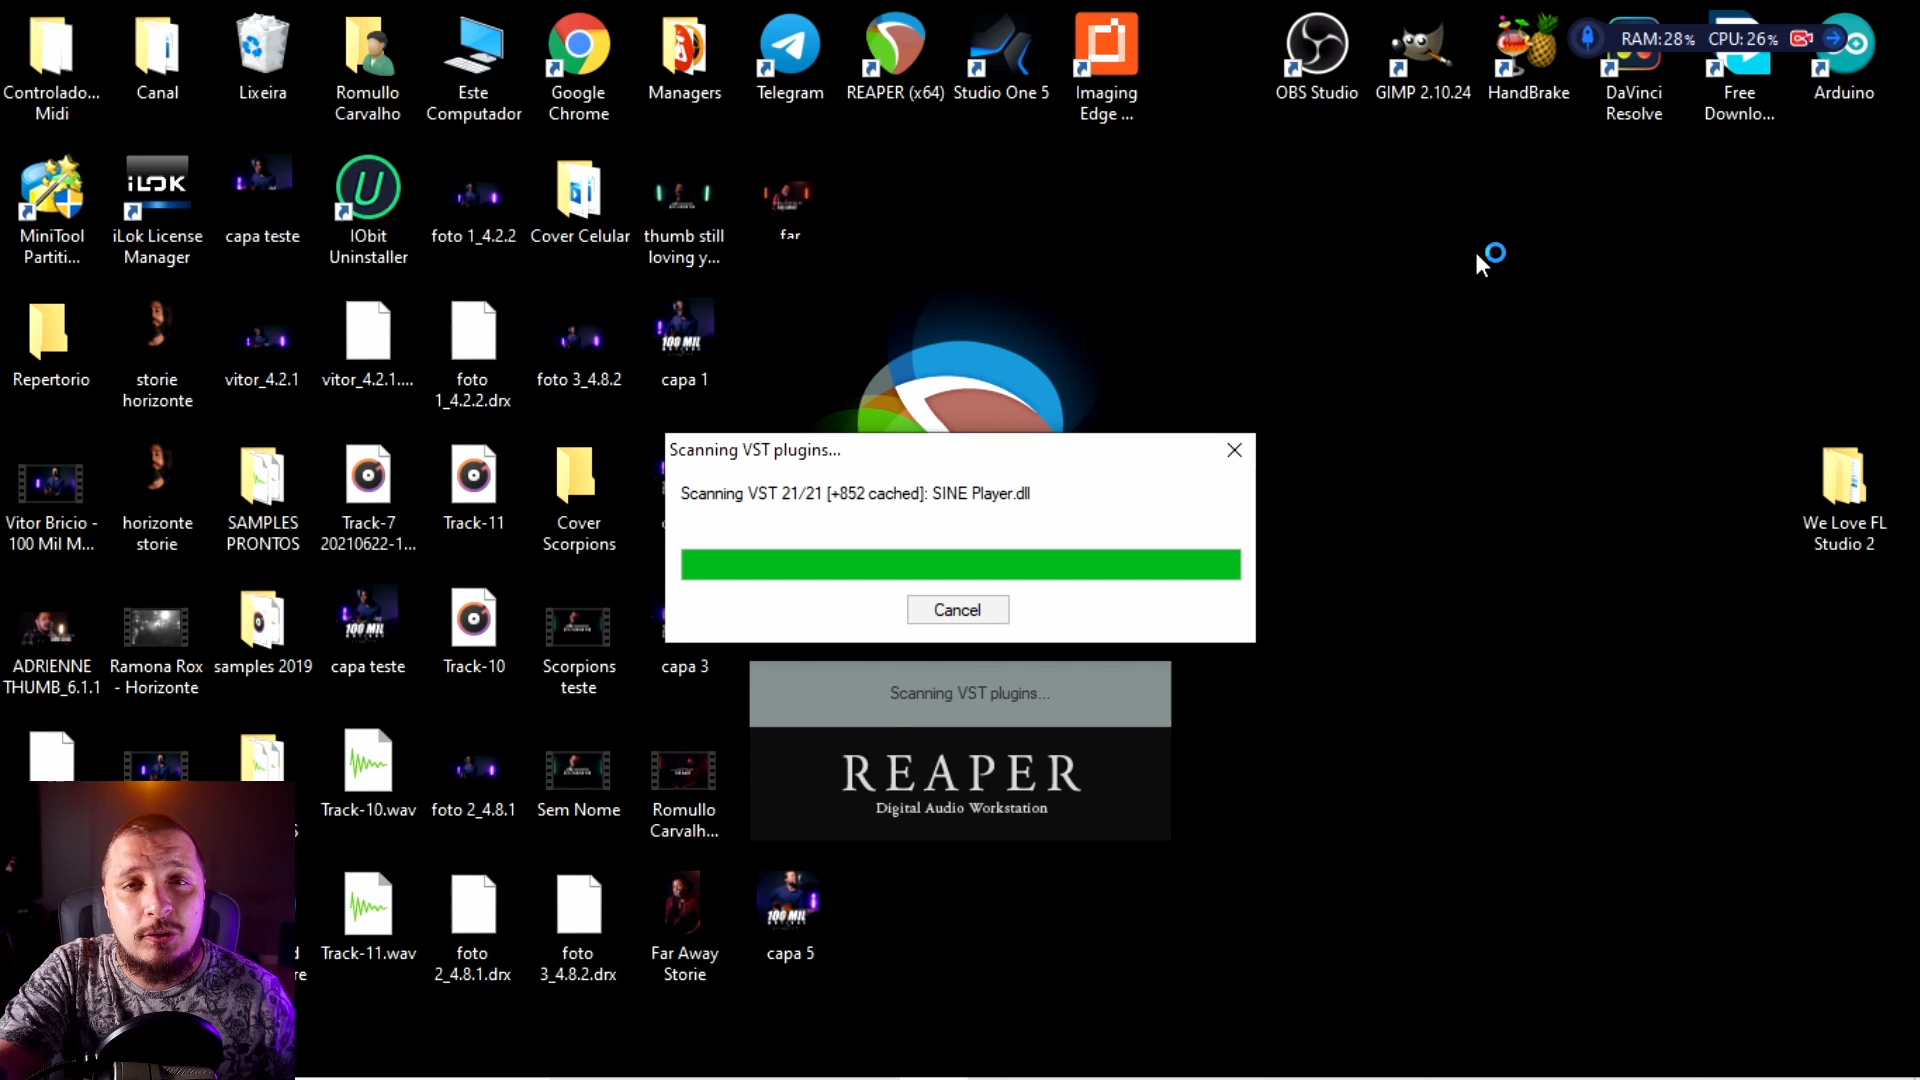 RAM:28% CPU:26%
Controlado...
Midi
Canal
Lixeira
Romullo
Carvalho
Este
Computador
Google
Chrome
Managers
Telegram
REAPER (x64)
Studio One 5
Imaging
Edge ...
OBS Studio
GIMP 2.10.24
HandBrake
DaVinci
Resolve
Free
Downlo...
Arduino
iLOK
MiniTool
Partiti...
iLok License
Manager
capa teste
IObit
Uninstaller
foto 1_4.2.2
Cover Celular
thumb still
loving y...
far
Repertorio
storie
horizonte
vitor_4.2.1
vitor_4.2.1....
foto
1_4.2.2.drx
foto 3_4.8.2
100 MIL
capa 1
Scanning VST plugins...
Scanning VST 21/21 [+852 cached]: SINE Player.dll
Cancel
Vitor Bricio -
100 Mil M...
horizonte
storie
SAMPLES
PRONTOS
Track-7
20210622-1...
Track-11
Cover
Scorpions
We Love FL
Studio 2
ADRIENNE
THUMB_6.1.1
Ramona Rox
- Horizonte
samples 2019
100 MIL
capa teste
Track-10
Scorpions
teste
capa 3
Scanning VST plugins...
REAPER
Digital Audio Workstation
Track-10.wav
foto 2_4.8.1
Sem Nome
Romullo
Carvalh...
Track-11.wav
foto
2_4.8.1.drx
foto
3_4.8.2.drx
Far Away
Storie
100 MIL
capa 5